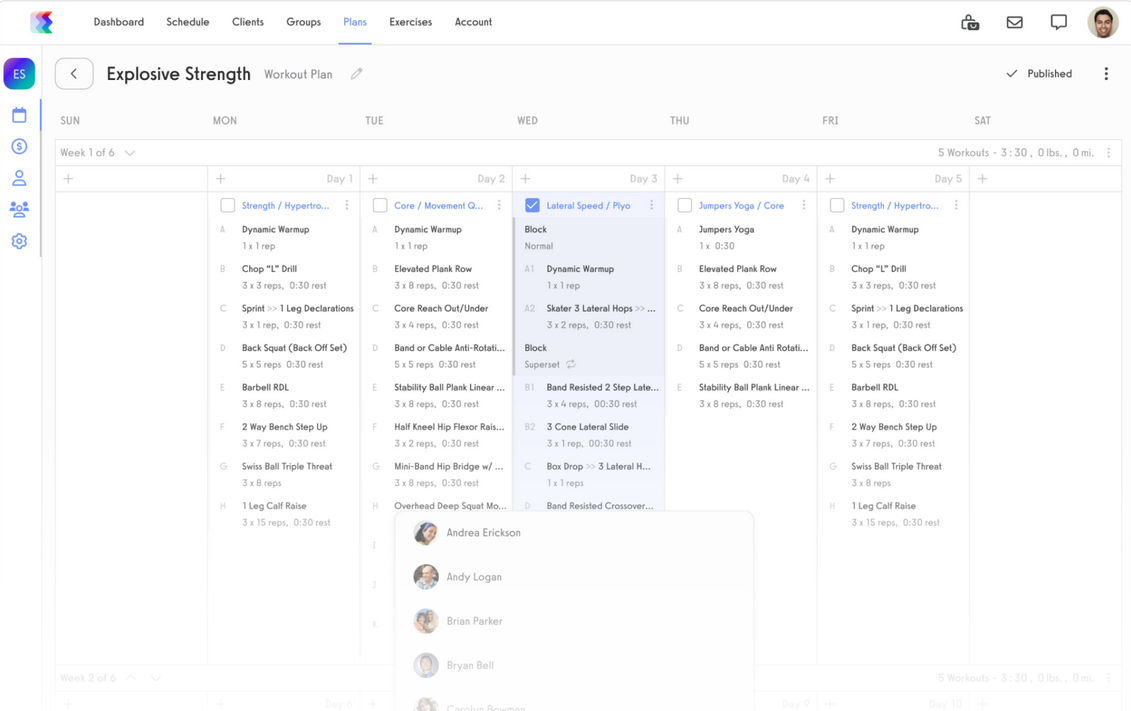 Dashboard Schedule Clients Groups Plans Exercises Account
ES
Explosive Strength Workout Plan
Published
SUN MON TUE WED THU FRI SAT
Week 1 of 6
5 Workouts - 3:30, 0 lbs., 0 mi.
+
+ Day 1
+ Day 2
+ Day 3
+ Day 4
+ Day 5
+
Strength / Hypertro...
A Dynamic Warmup
1 x 1 rep
B Chop "L" Drill
3 x 3 reps, 0:30 rest
C Sprint >> 1 Leg Declarations
3 x 1 rep, 0:30 rest
D Back Squat (Back Off Set)
5 x 5 reps 0:30 rest
E Barbell RDL
3 x 8 reps, 0:30 rest
F 2 Way Bench Step Up
3 x 7 reps, 0:30 rest
G Swiss Ball Triple Threat
3 x 8 reps
H 1 Leg Calf Raise
3 x 15 reps, 0:30 rest
Core / Movement Q...
A Dynamic Warmup
1 x 1 rep
B Elevated Plank Row
3 x 8 reps, 0:30 rest
C Core Reach Out/Under
3 x 4 reps, 0:30 rest
D Band or Cable Anti-Rotati...
5 x 5 reps 0:30 rest
E Stability Ball Plank Linear ...
3 x 8 reps, 0:30 rest
F Half Kneel Hip Flexor Rais...
3 x 2 reps, 0:30 rest
G Mini-Band Hip Bridge w/ ...
3 x 8 reps, 0:30 rest
H Overhead Deep Squat Mo...
I
J
K
Lateral Speed / Plyo
Block
Normal
A1 Dynamic Warmup
1 x 1 rep
A2 Skater 3 Lateral Hops >> ...
3 x 2 reps, 0:30 rest
Block
Superset
B1 Band Resisted 2 Step Late...
3 x 4 reps, 00:30 rest
B2 3 Cone Lateral Slide
3 x 1 rep, 00:30 rest
C Box Drop >> 3 Lateral H...
1 x 1 reps
D Band Resisted Crossover...
Jumpers Yoga / Core
A Jumpers Yoga
1 x 0:30
B Elevated Plank Row
3 x 8 reps, 0:30 rest
C Core Reach Out/Under
3 x 4 reps, 0:30 rest
D Band or Cable Anti Rotati...
5 x 5 reps 0:30 rest
E Stability Ball Plank Linear ...
3 x 8 reps, 0:30 rest
Strength / Hypertro...
A Dynamic Warmup
1 x 1 rep
B Chop "L" Drill
3 x 3 reps, 0:30 rest
C Sprint >> 1 Leg Declarations
3 x 1 rep, 0:30 rest
D Back Squat (Back Off Set)
5 x 5 reps, 0:30 rest
E Barbell RDL
3 x 8 reps, 0:30 rest
F 2 Way Bench Step Up
3 x 7 reps, 0:30 rest
G Swiss Ball Triple Threat
3 x 8 reps
H 1 Leg Calf Raise
3 x 15 reps, 0:30 rest
Andrea Erickson
Andy Logan
Brian Parker
Bryan Bell
Carolyn Bowman
Week 2 of 6
5 Workouts - 3:30, 0 lbs., 0 mi.
+
+ Day 6
+
Day 9
+ Day 10
+